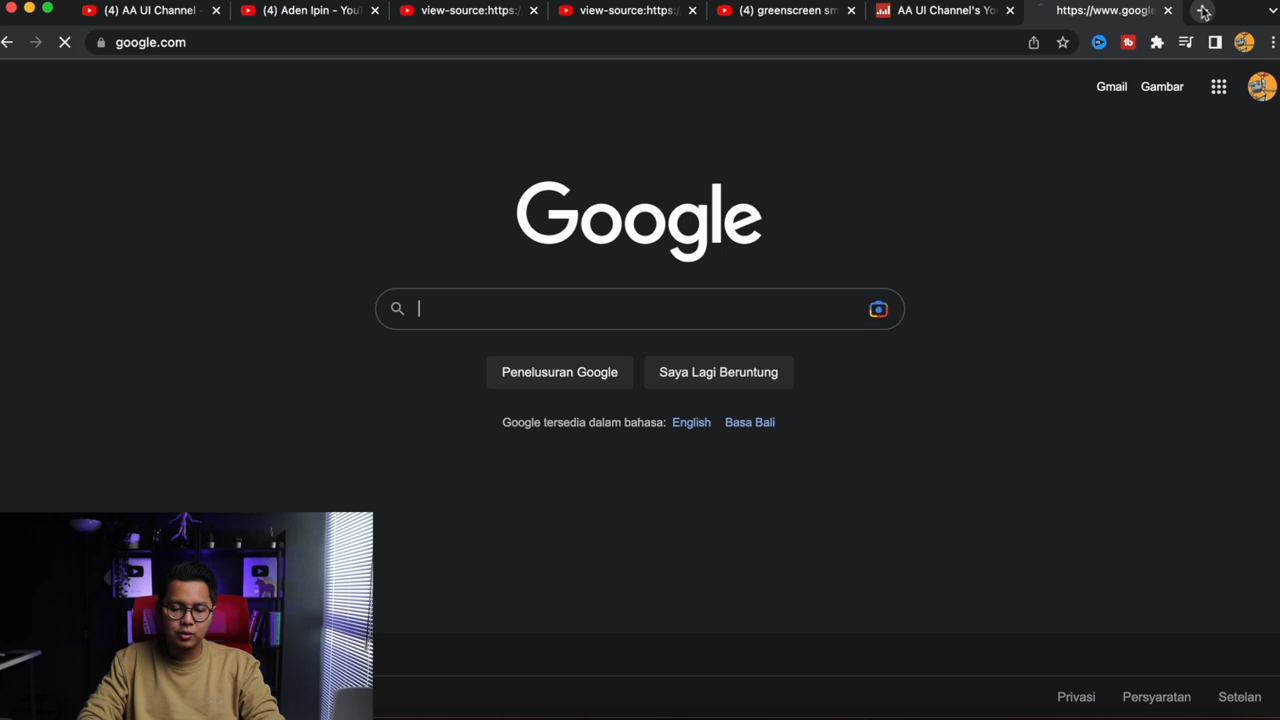 (4) AA UI Channel -
(4) Aden Ipin - YouT
view-source:https:/
view-source:https:/
(4) greenscreen sm
AA UI Channel's Yo
https://www.google
google.com
Gmail
Gambar
Google
Penelusuran Google
Saya Lagi Beruntung
Google tersedia dalam bahasa: English Basa Bali
Privasi
Persyaratan
Setelan